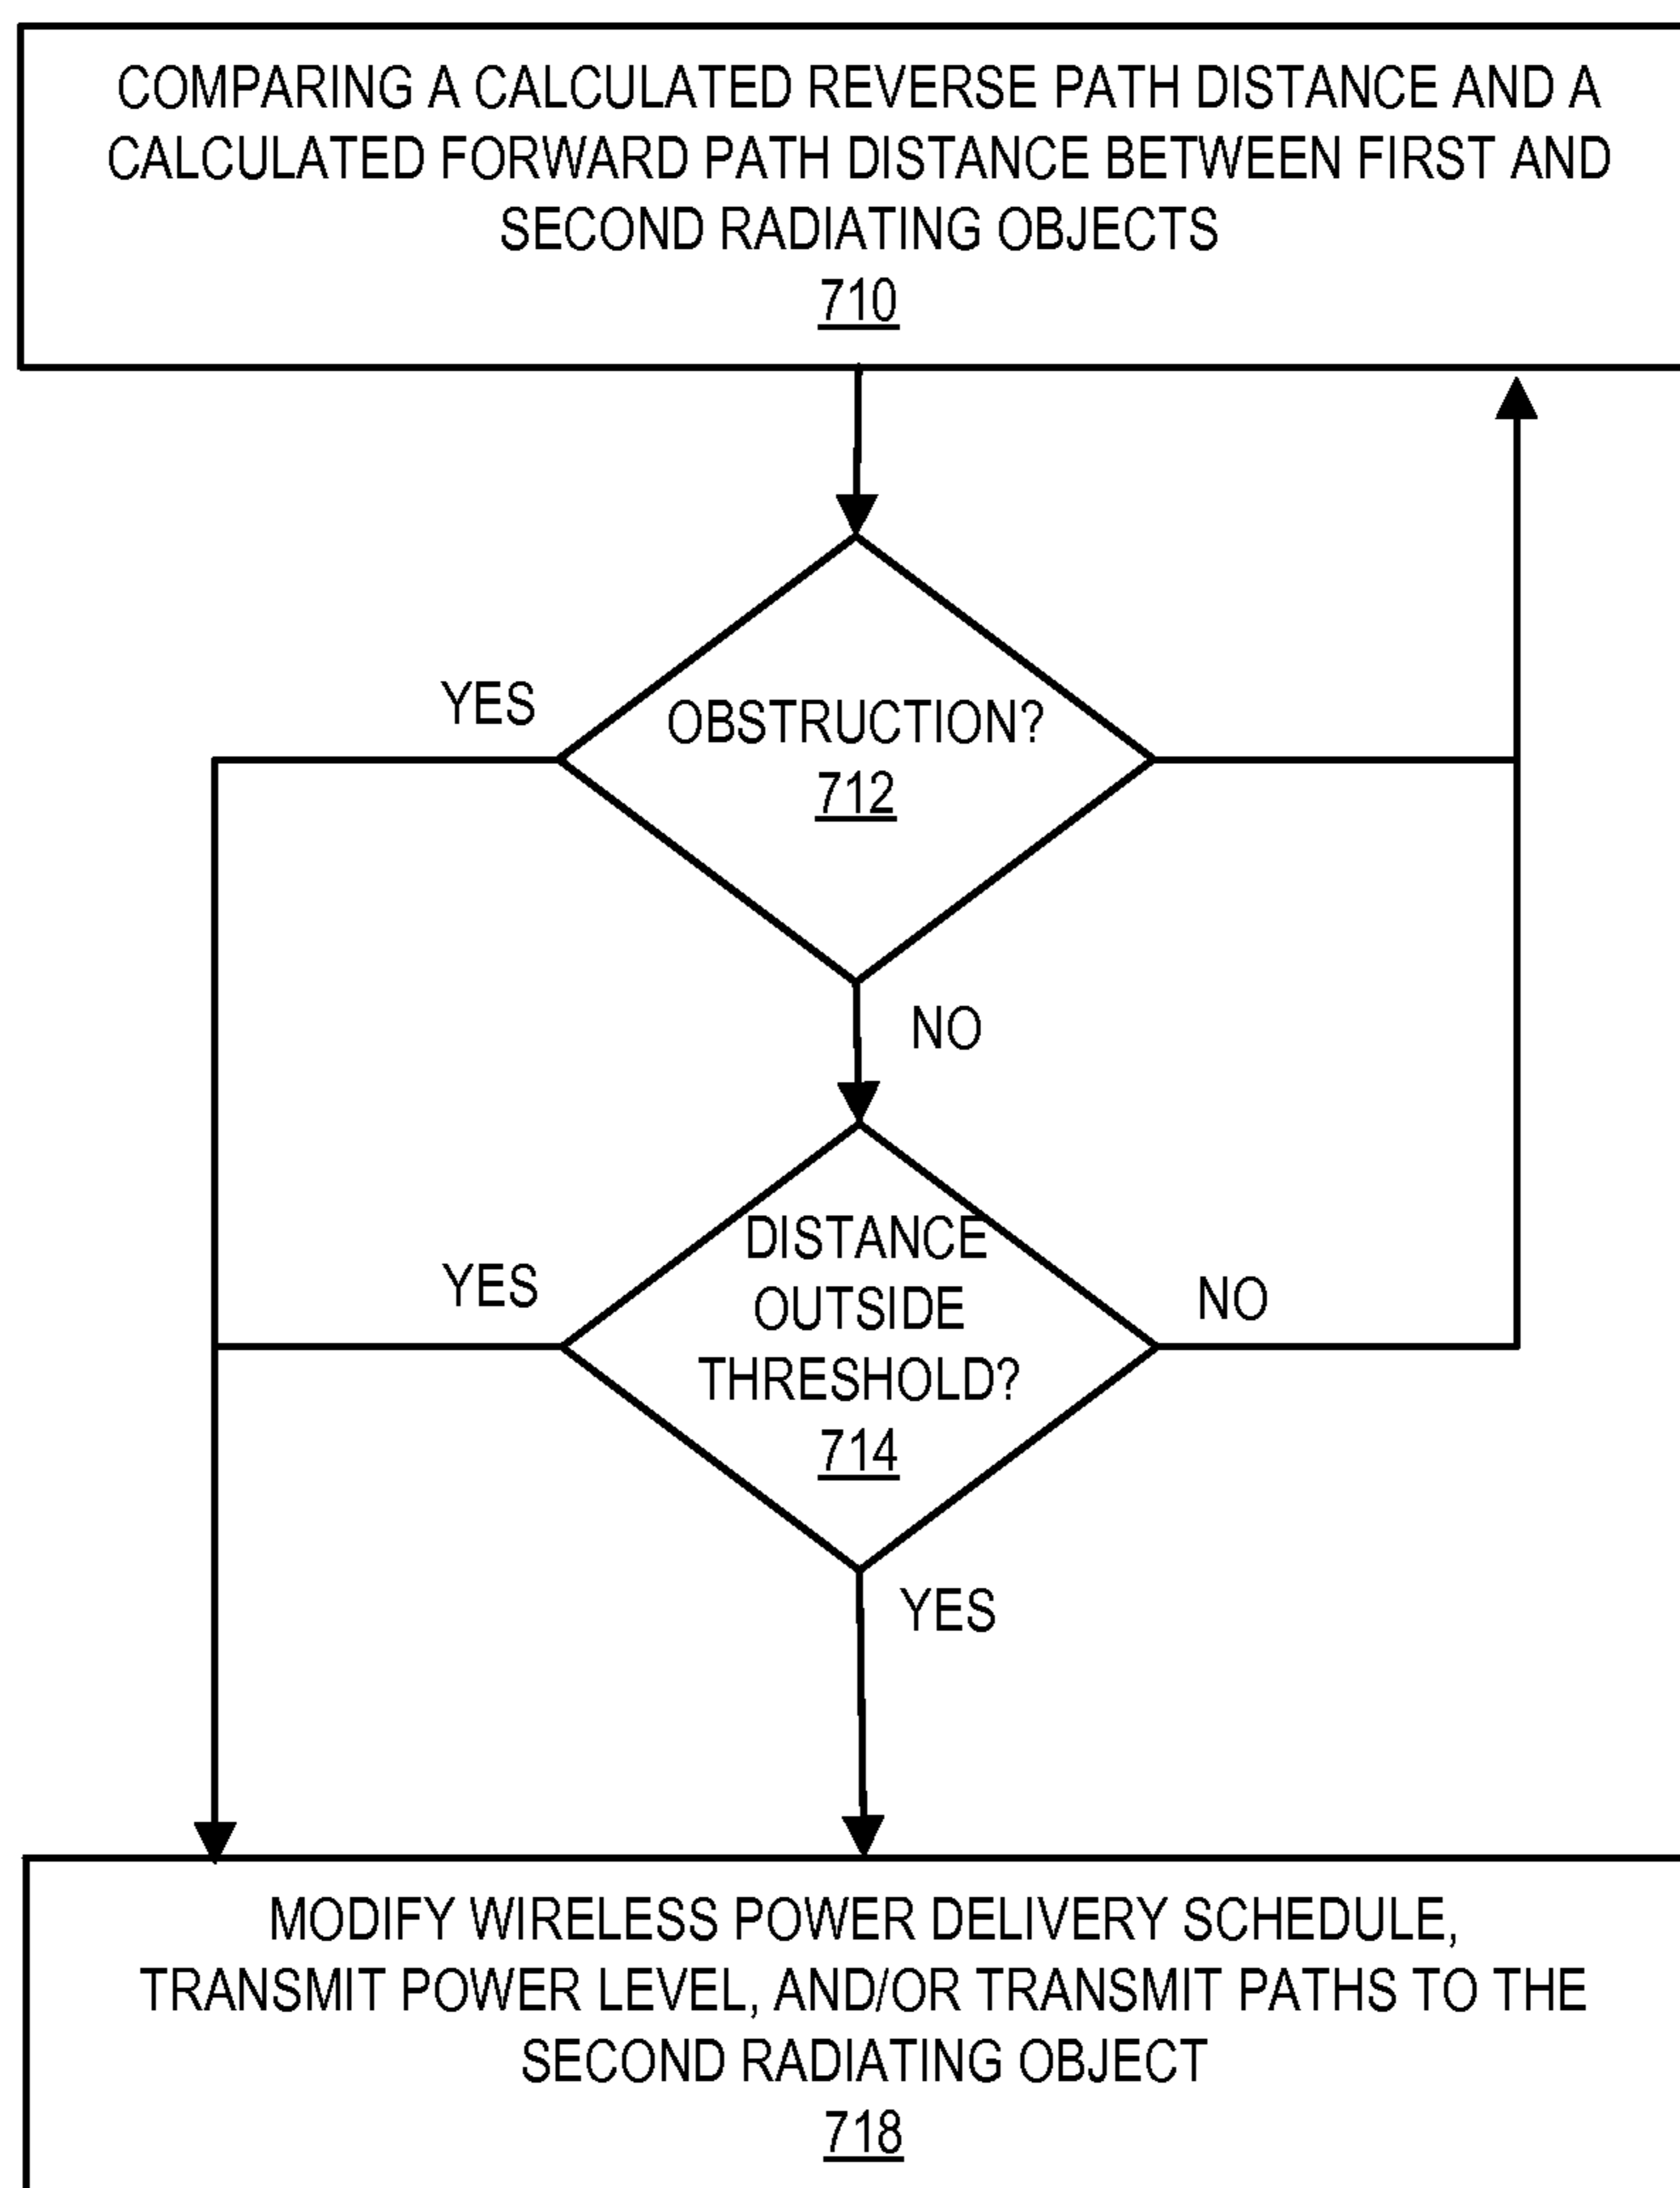 COMPARING A CALCULATED REVERSE PATH DISTANCE AND A
CALCULATED FORWARD PATH DISTANCE BETWEEN FIRST AND
SECOND RADIATING OBJECTS
710
YES
OBSTRUCTION?
712
NO
YES
DISTANCE
OUTSIDE
THRESHOLD?
714
NO
YES
MODIFY WIRELESS POWER DELIVERY SCHEDULE,
TRANSMIT POWER LEVEL, AND/OR TRANSMIT PATHS TO THE
SECOND RADIATING OBJECT
718